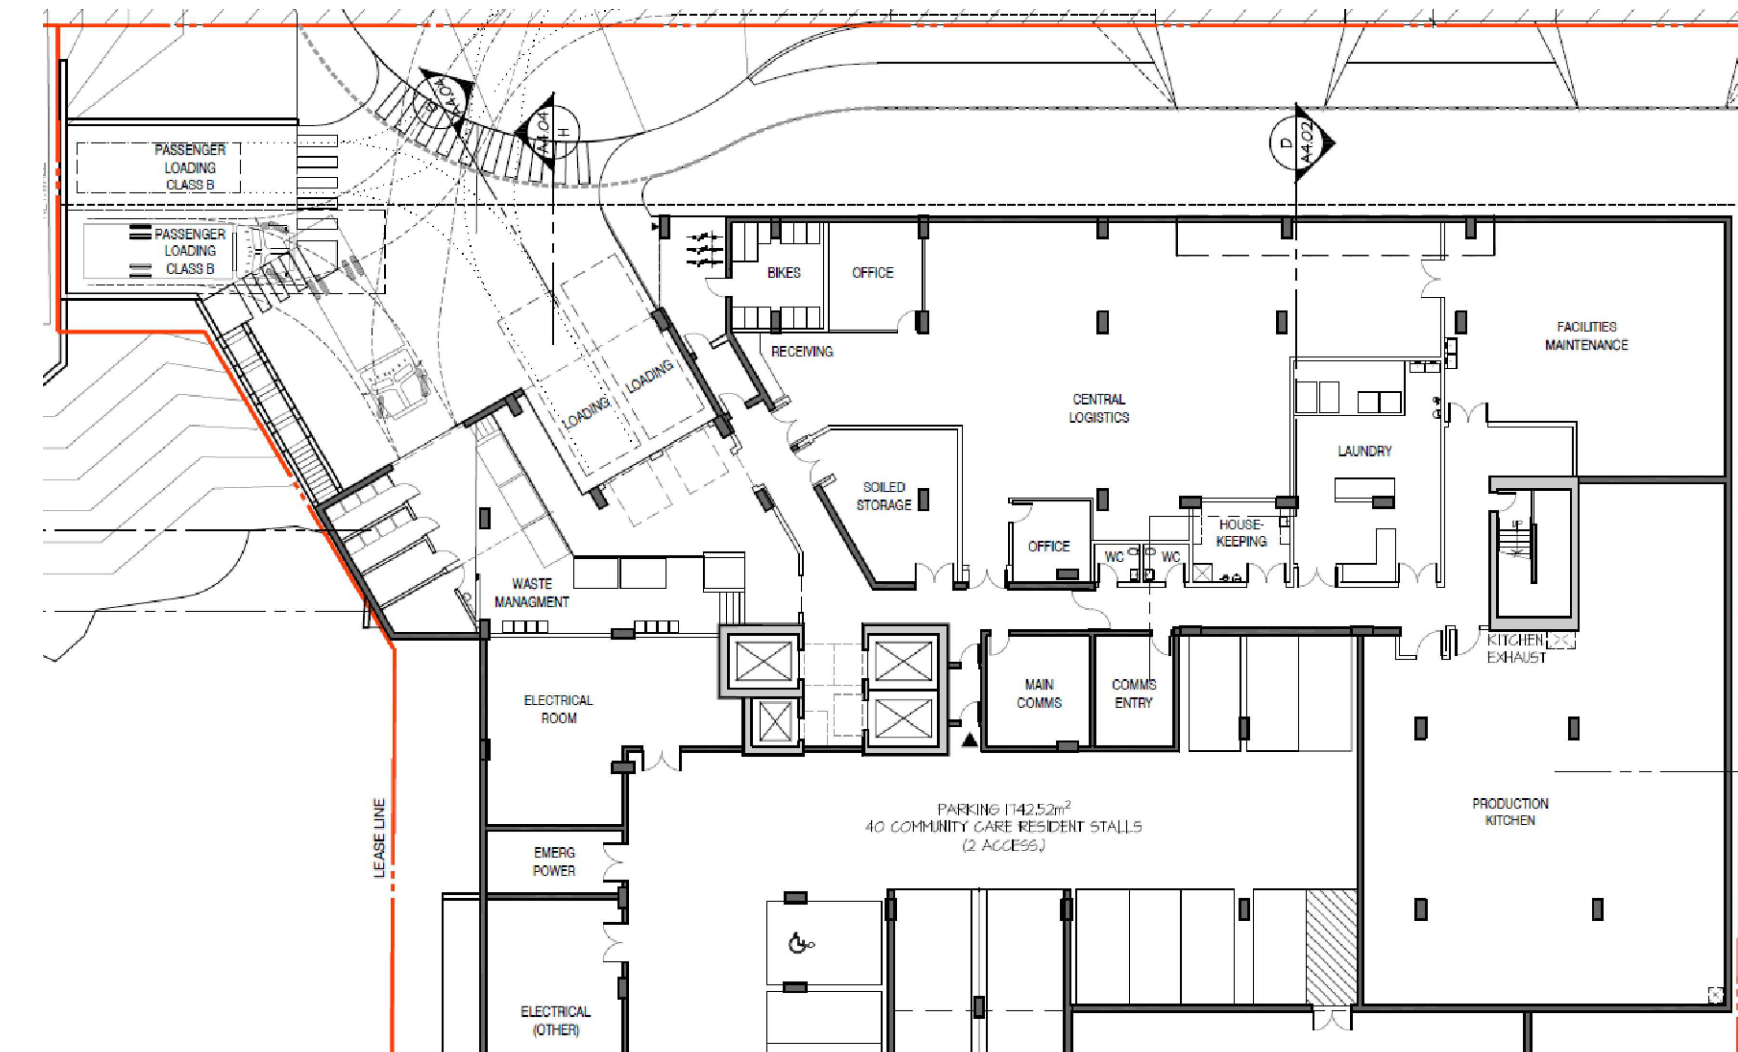 G
A4.04
H
A4.04
D
A4.02
PASSENGER
LOADING
CLASS B
PASSENGER
LOADING
CLASS B
BIKES
OFFICE
RECEIVING
FACILITIES
MAINTENANCE
LOADING
LOADING
CENTRAL
LOGISTICS
LAUNDRY
SOILED
STORAGE
OFFICE
WC
WC
HOUSE-
KEEPING
UP
WASTE
MANAGMENT
KITCHEN
EXHAUST
ELECTRICAL
ROOM
MAIN
COMMS
COMMS
ENTRY
LEASE LINE
PARKING 1742.52m²
40 COMMUNITY CARE RESIDENT STALLS
(2 ACCESS.)
PRODUCTION
KITCHEN
EMERG
POWER
ELECTRICAL
(OTHER)